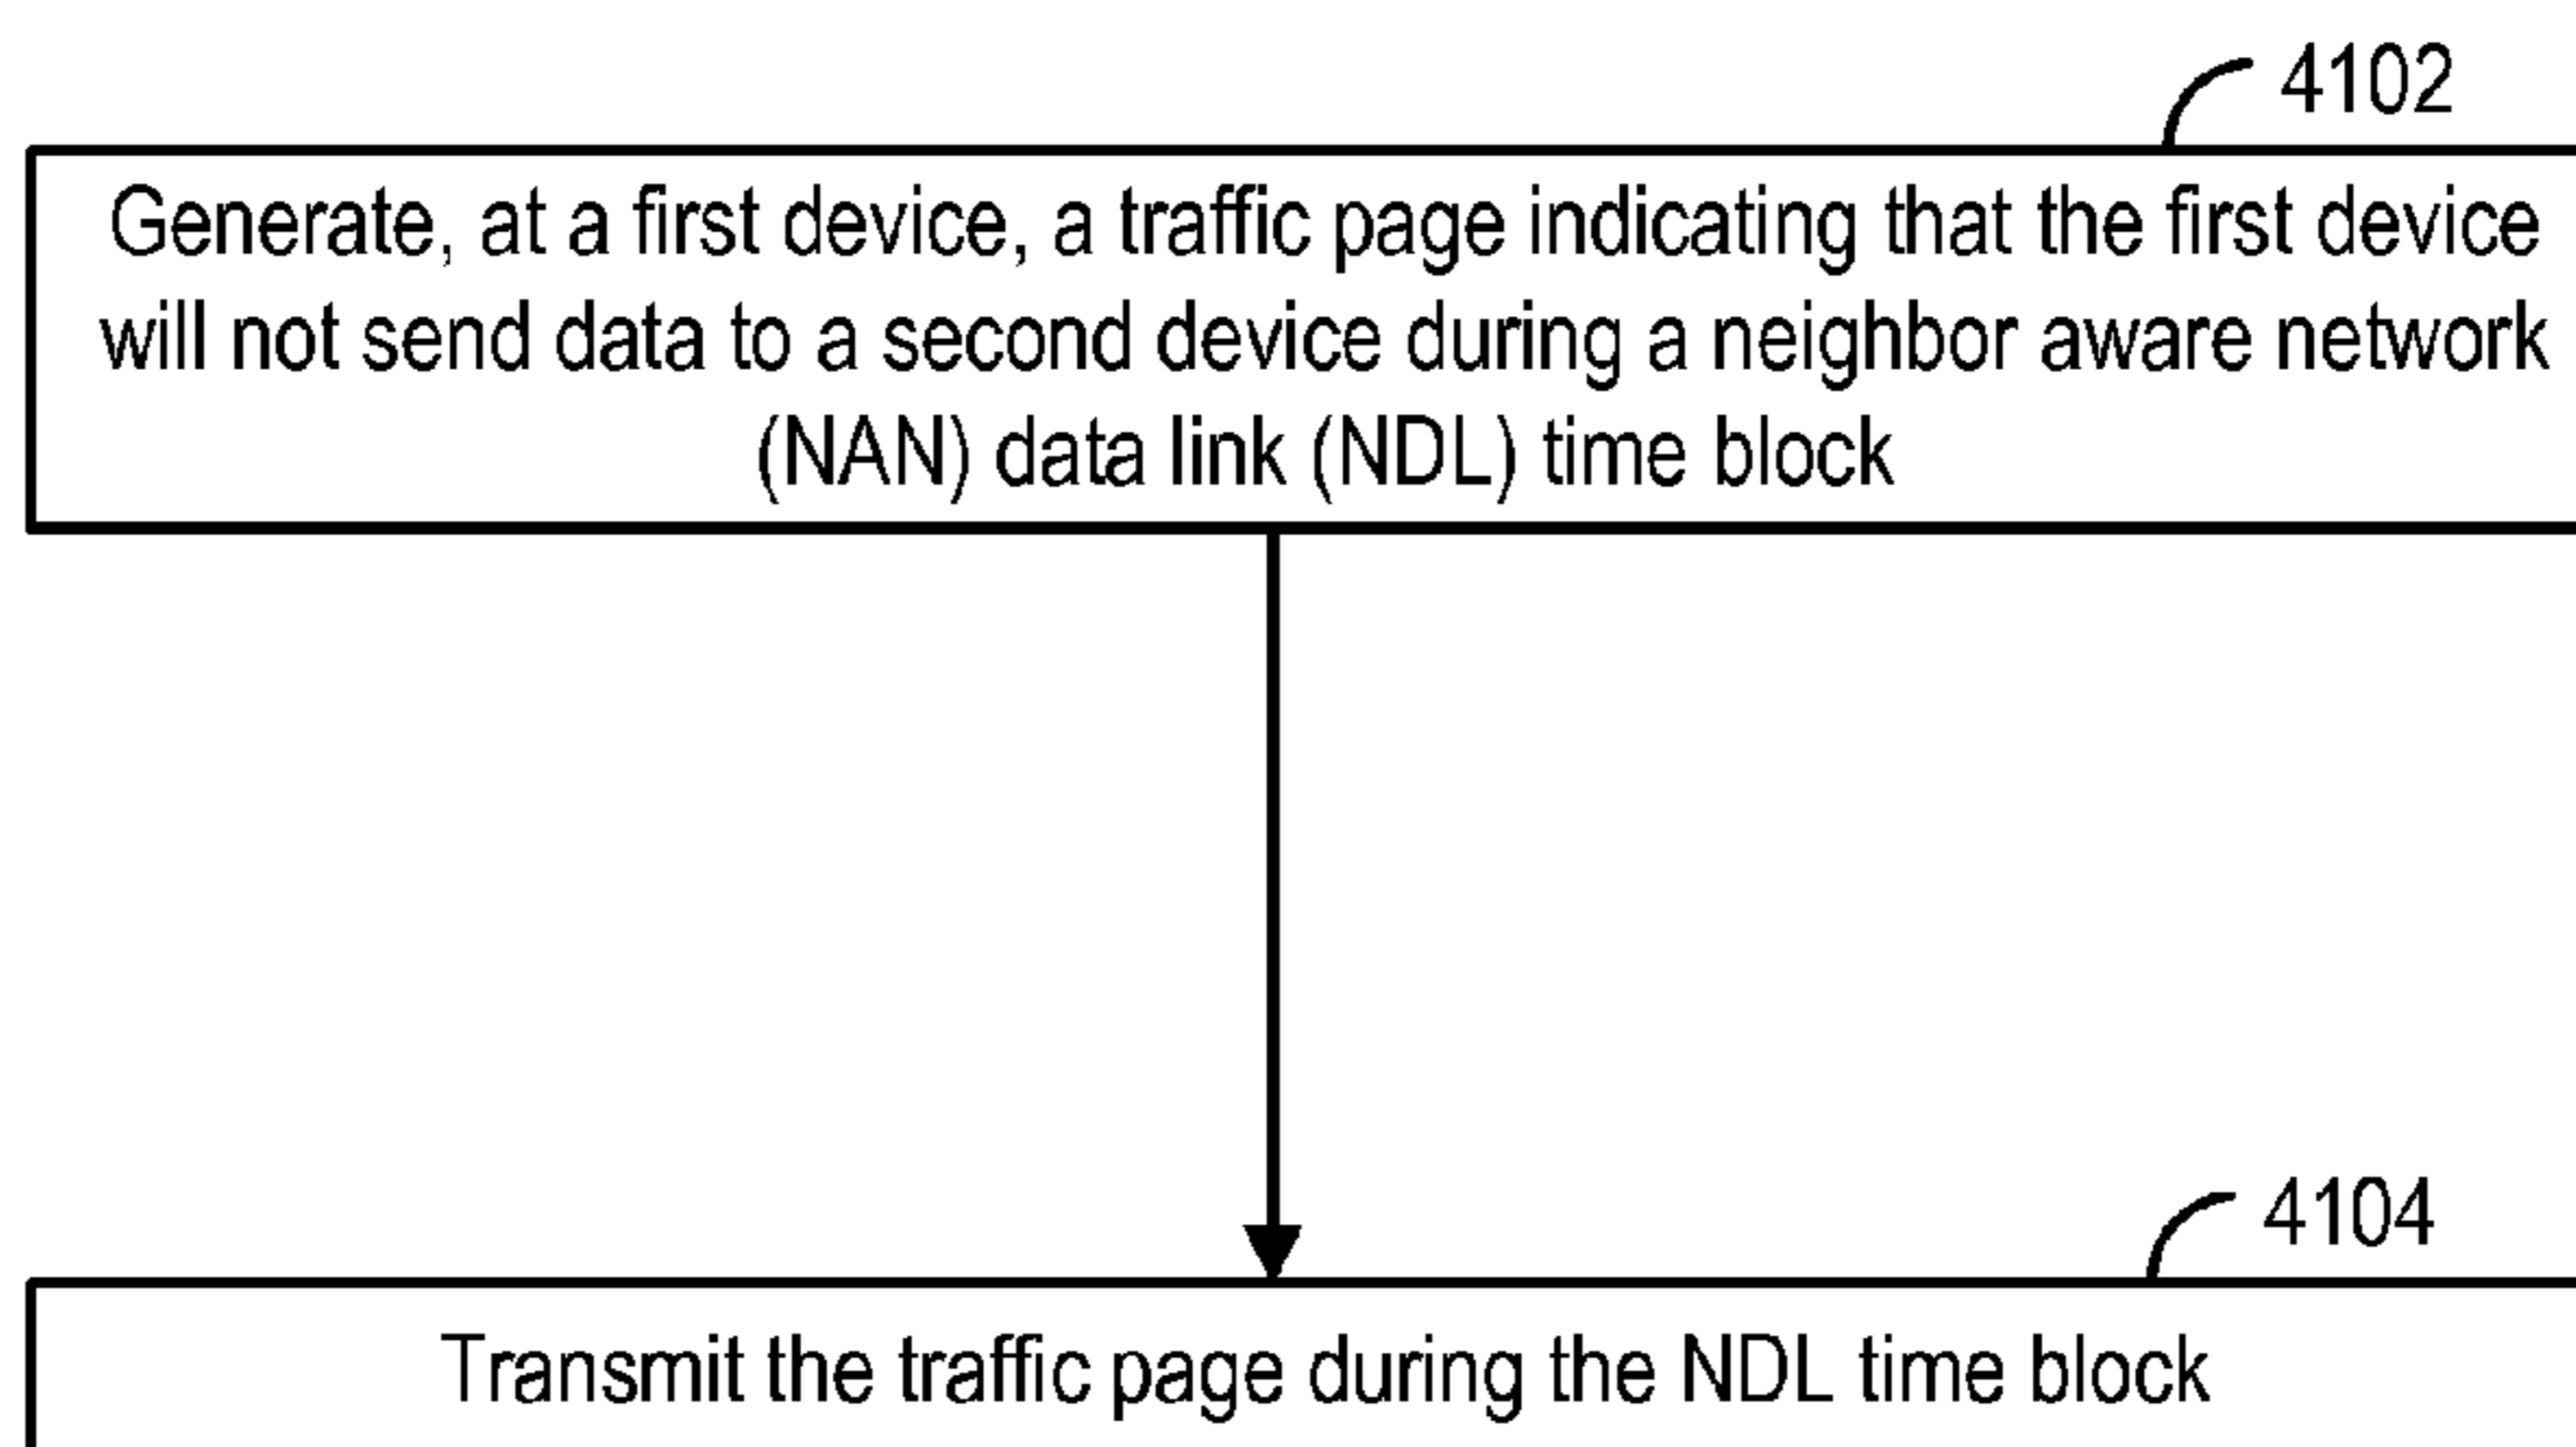 4102
Generate, at a first device, a traffic page indicating that the first device
will not send data to a second device during a neighbor aware network
(NAN) data link (NDL) time block
4104
Transmit the traffic page during the NDL time block